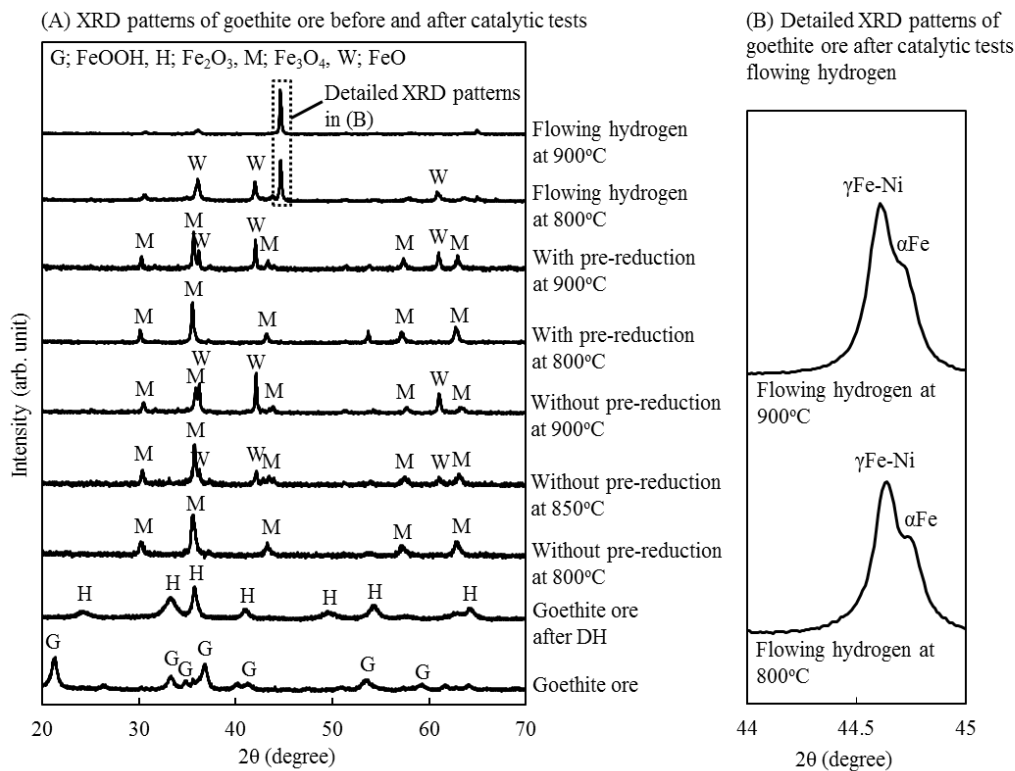 (A) XRD patterns of goethite ore before and after catalytic tests
G; FeOOH, H; Fe₂O₃, M; Fe₃O₄, W; FeO
Detailed XRD patterns
in (B)
Flowing hydrogen
at 900°C
W W W
Flowing hydrogen
at 800°C
M M W W M M W M
With pre-reduction
at 900°C
M M M M M
With pre-reduction
at 800°C
M M W W M M W M
Without pre-reduction
at 900°C
M M W W M M W M
Without pre-reduction
at 850°C
M M M M M
Without pre-reduction
at 800°C
H H H H H H H
Goethite ore
after DH
G G G G G G G
Goethite ore
Intensity (arb. unit)
20 30 40 50 60 70
2θ (degree)
(B) Detailed XRD patterns of
goethite ore after catalytic tests
flowing hydrogen
γFe-Ni
αFe
Flowing hydrogen at
900°C
γFe-Ni
αFe
Flowing hydrogen at
800°C
44 44.5 45
2θ (degree)